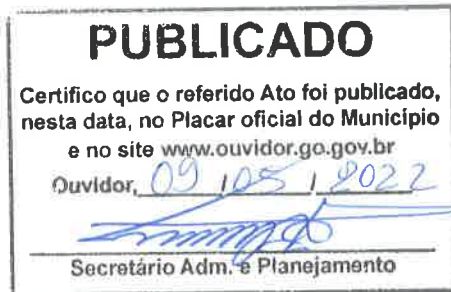 PUBLICADO
Certifico que o referido Ato foi publicado,
nesta data, no Placar oficial do Município
e no site www.ouvidor.go.gov.br
Ouvidor, 09 / 05 / 2022
Secretário Adm. e Planejamento